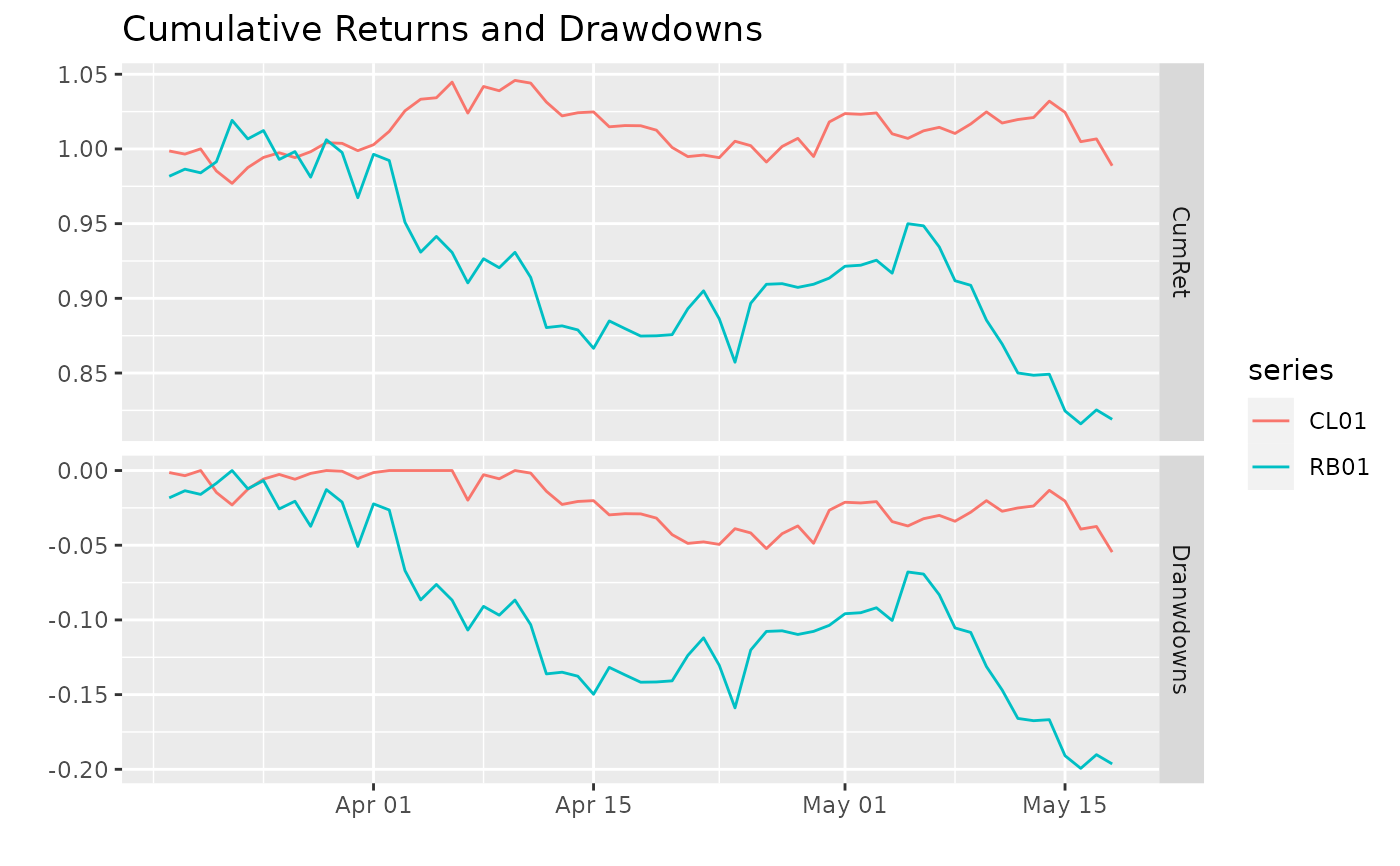 Cumulative Returns and Drawdowns
1.05
1.00
0.95
0.90
0.85
CumRet
0.00
-0.05
-0.10
-0.15
-0.20
Dranwdowns
Apr 01
Apr 15
May 01
May 15
series
CL01
RB01